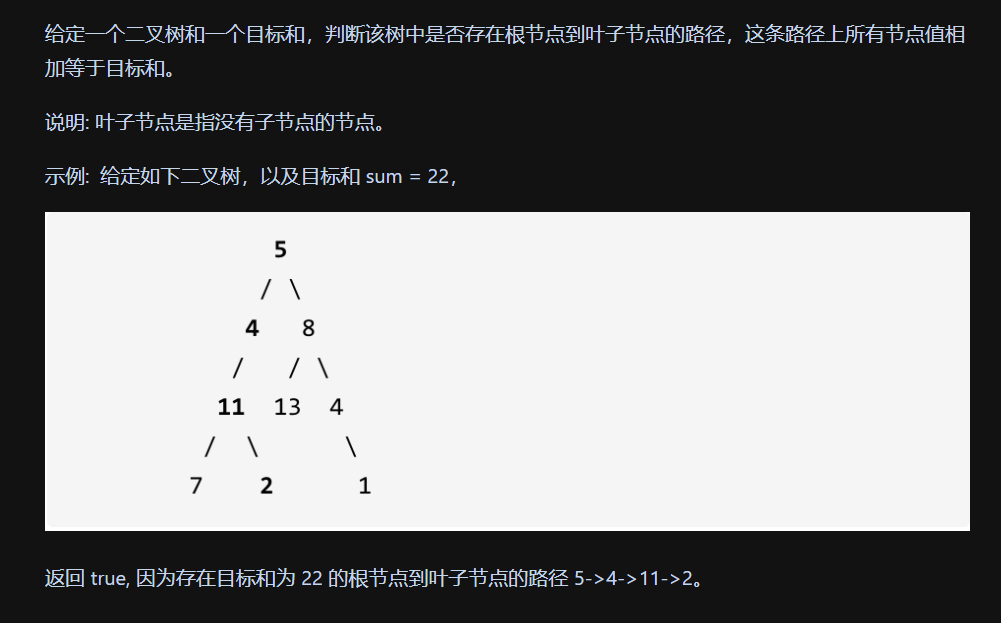 给定一个二叉树和一个目标和，判断该树中是否存在根节点到叶子节点的路径，这条路径上所有节点值相
加等于目标和。
说明: 叶子节点是指没有子节点的节点。
示例: 给定如下二叉树，以及目标和 sum = 22，
5
/ \
4 8
/ / \
11 13 4
/ \ \
7 2 1
返回 true, 因为存在目标和为 22 的根节点到叶子节点的路径 5->4->11->2。